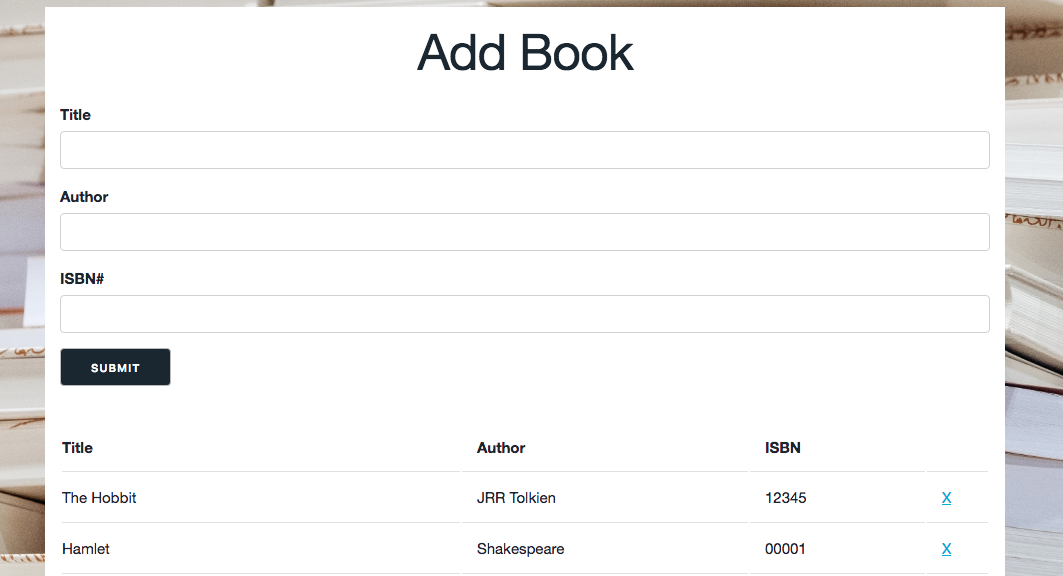 Add Book
Title
Author
ISBN#
SUBMIT
Title Author ISBN
The Hobbit JRR Tolkien 12345 X
Hamlet Shakespeare 00001 X